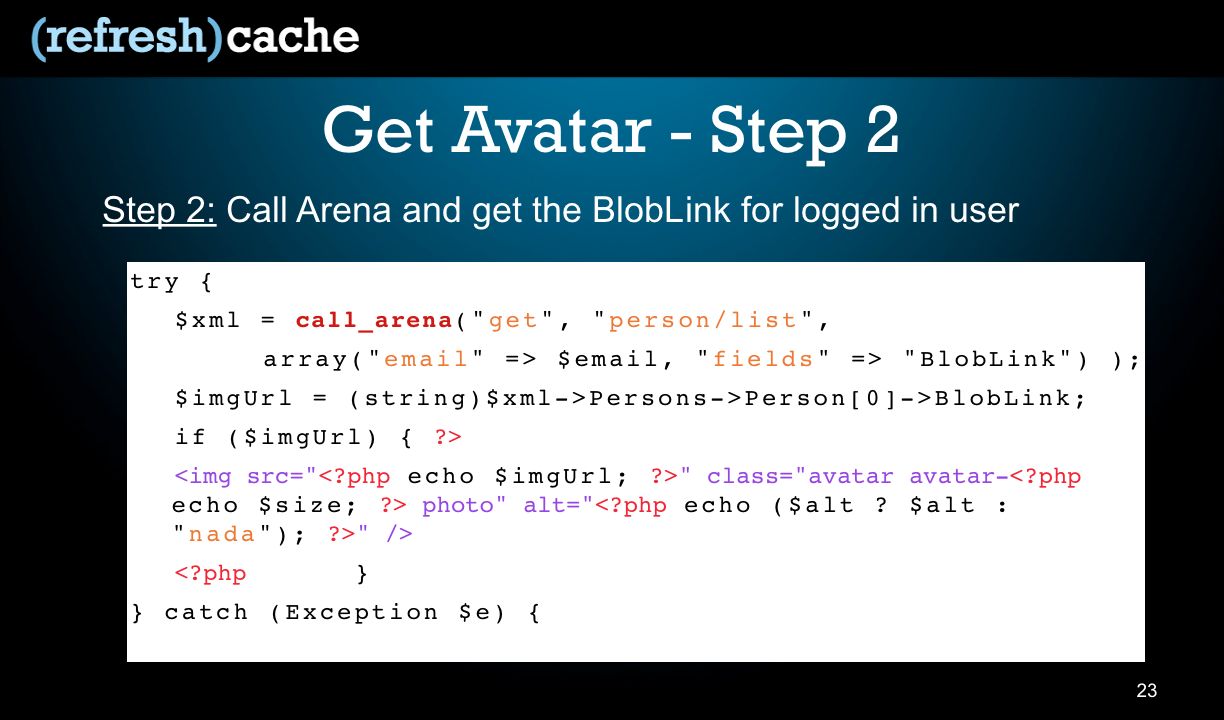 (refresh)cache
Get Avatar - Step 2
Step 2: Call Arena and get the BlobLink for logged in user
try {
$xml = call_arena("get", "person/list",
array("email" => $email, "fields" => "BlobLink") );
$imgUrl = (string)$xml->Persons->Person[0]->BlobLink;
if ($imgUrl) { ?>
<img src="<?php echo $imgUrl; ?>" class="avatar avatar-<?php
echo $size; ?> photo" alt="<?php echo ($alt ? $alt :
"nada"); ?>" />
<?php }
} catch (Exception $e) {
23